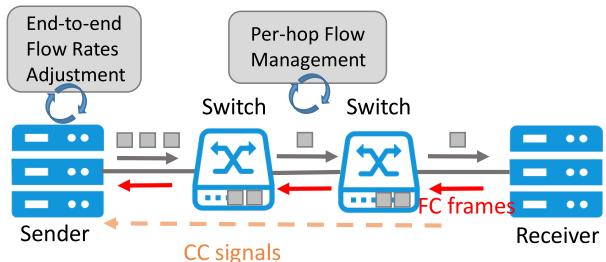 End-to-end
Flow Rates
Adjustment
Per-hop Flow
Management
Switch
Switch
FC frames
Sender
Receiver
CC signals